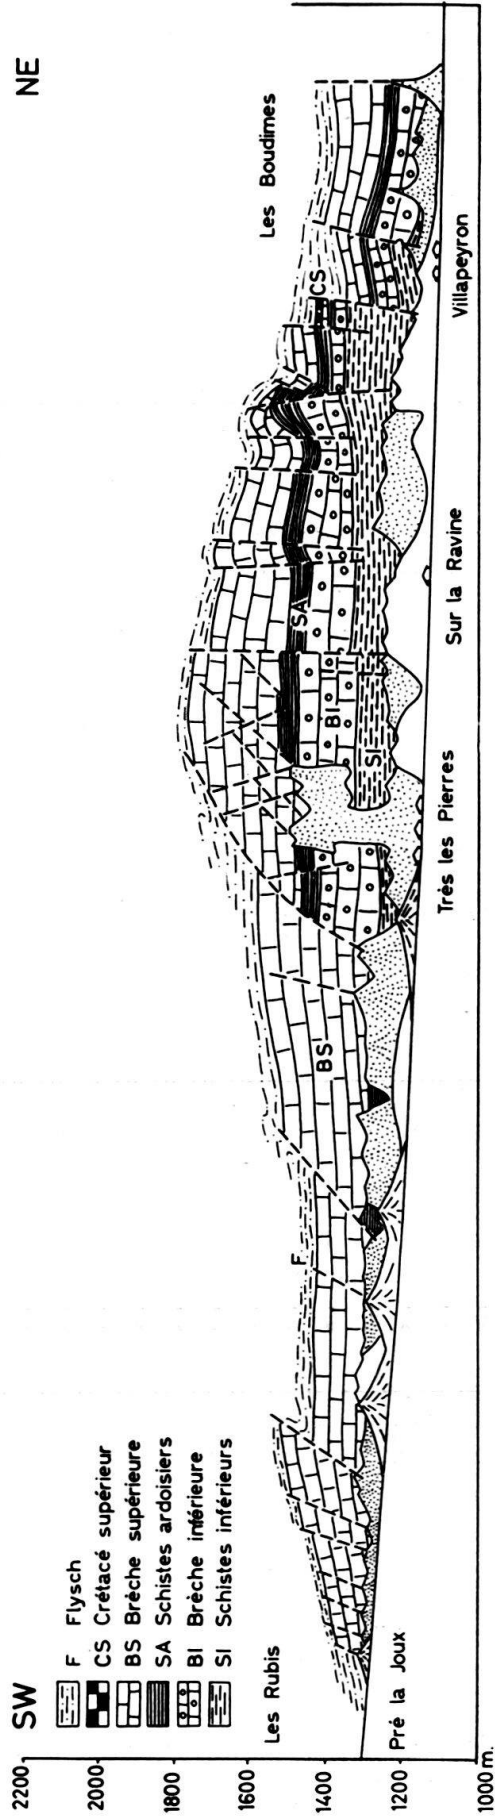 SW
NE
F Flysch
CS Crétacé supérieur
BS Brèche supérieure
SA Schistes ardoisiers
BI Brèche inférieure
SI Schistes inférieurs
2200
2000
1800
1600
1400
1200
1000m.
Les Rubis
Les Boudimes
F
BS
BI
SI
SA
CS
Pré la Joux
Très les Pierres
Sur la Ravine
Villapeyron